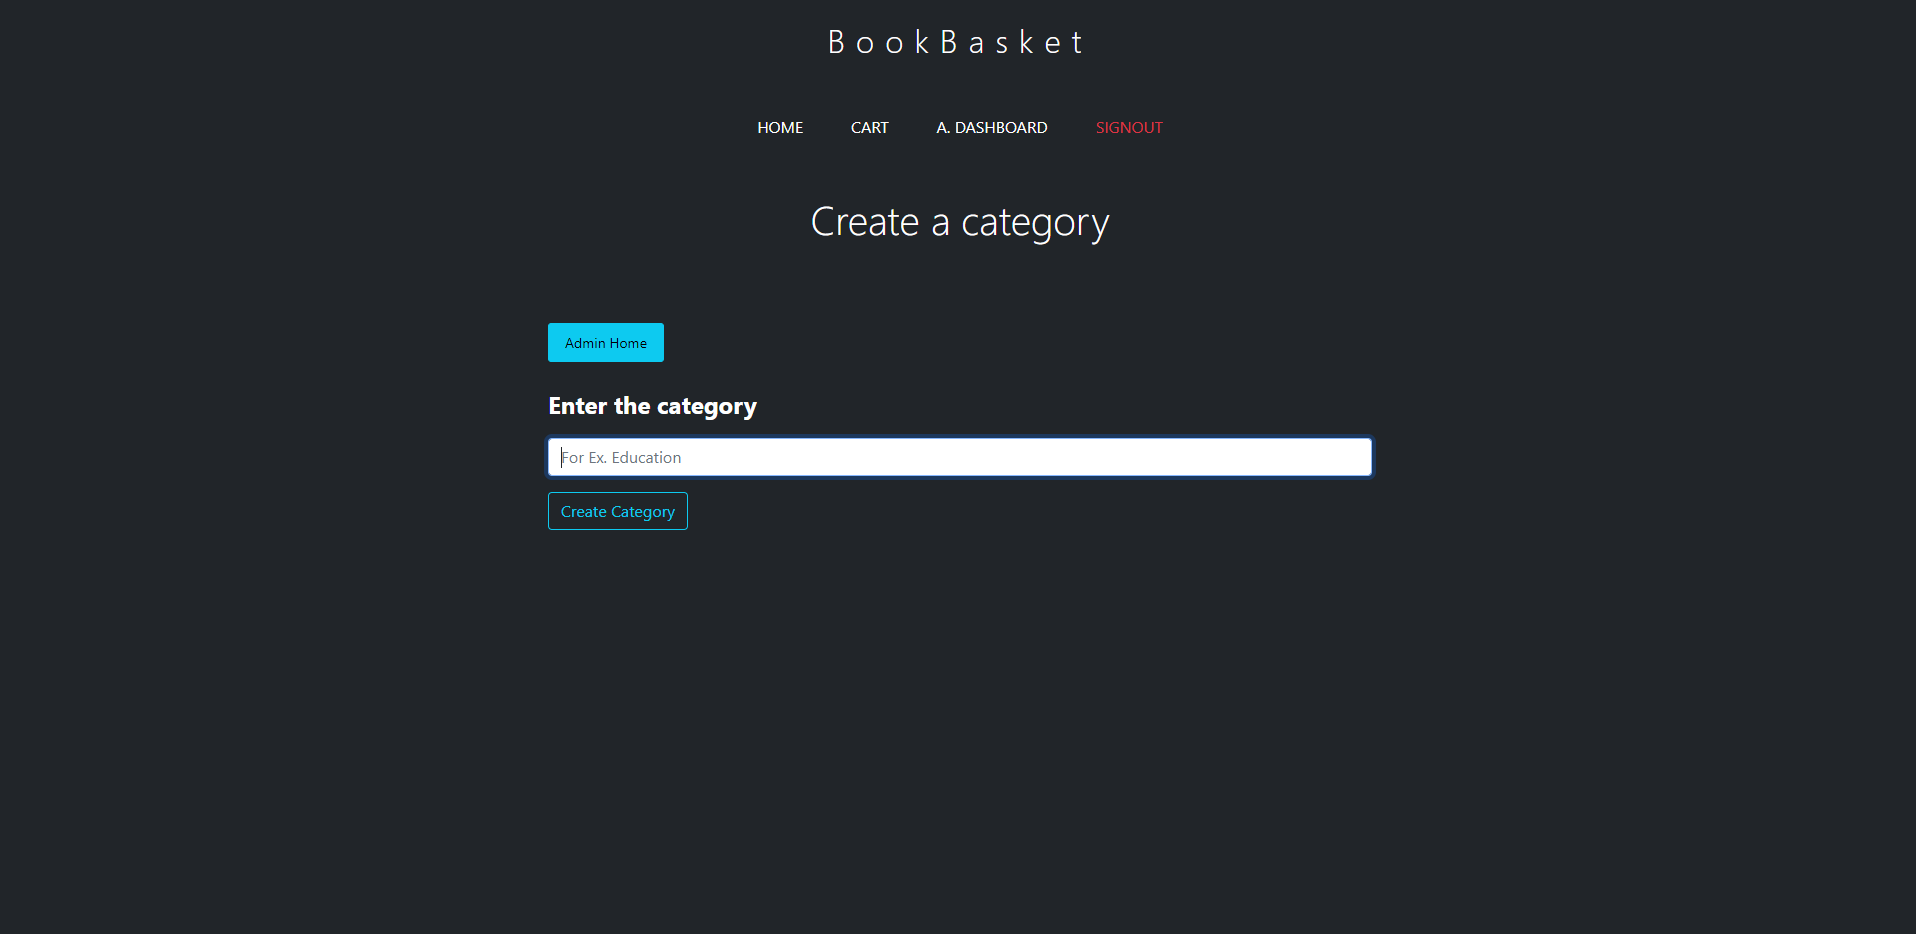 BookBasket
HOME CART A. DASHBOARD SIGNOUT
Create a category
Admin Home
Enter the category
For Ex. Education
Create Category